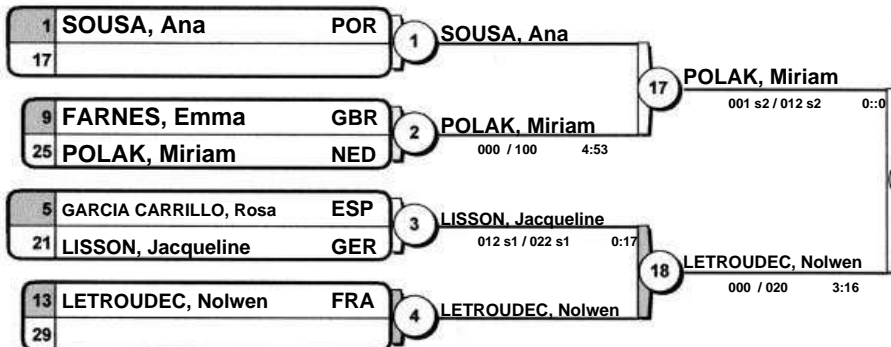 1 SOUSA, Ana POR
17
1 SOUSA, Ana
9 FARNES, Emma GBR
25 POLAK, Miriam NED
2 POLAK, Miriam
000 / 100 4:53
17 POLAK, Miriam
001 s2 / 012 s2 0::0
5 GARCIA CARRILLO, Rosa ESP
21 LISSON, Jacqueline GER
3 LISSON, Jacqueline
012 s1 / 022 s1 0:17
13 LETROUDEC, Nolwen FRA
29
4 LETROUDEC, Nolwen
18 LETROUDEC, Nolwen
000 / 020 3:16